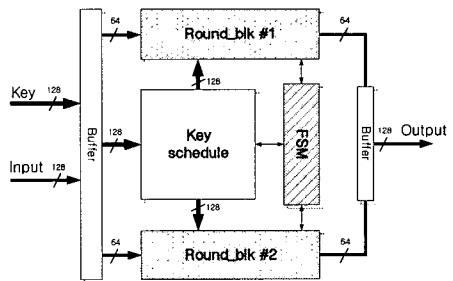 64
Round_blk #1
64
128
Key
128
Buffer
128
Key schedule
FSM
Buffer
128
Output
Input
128
128
64
Round_blk #2
64